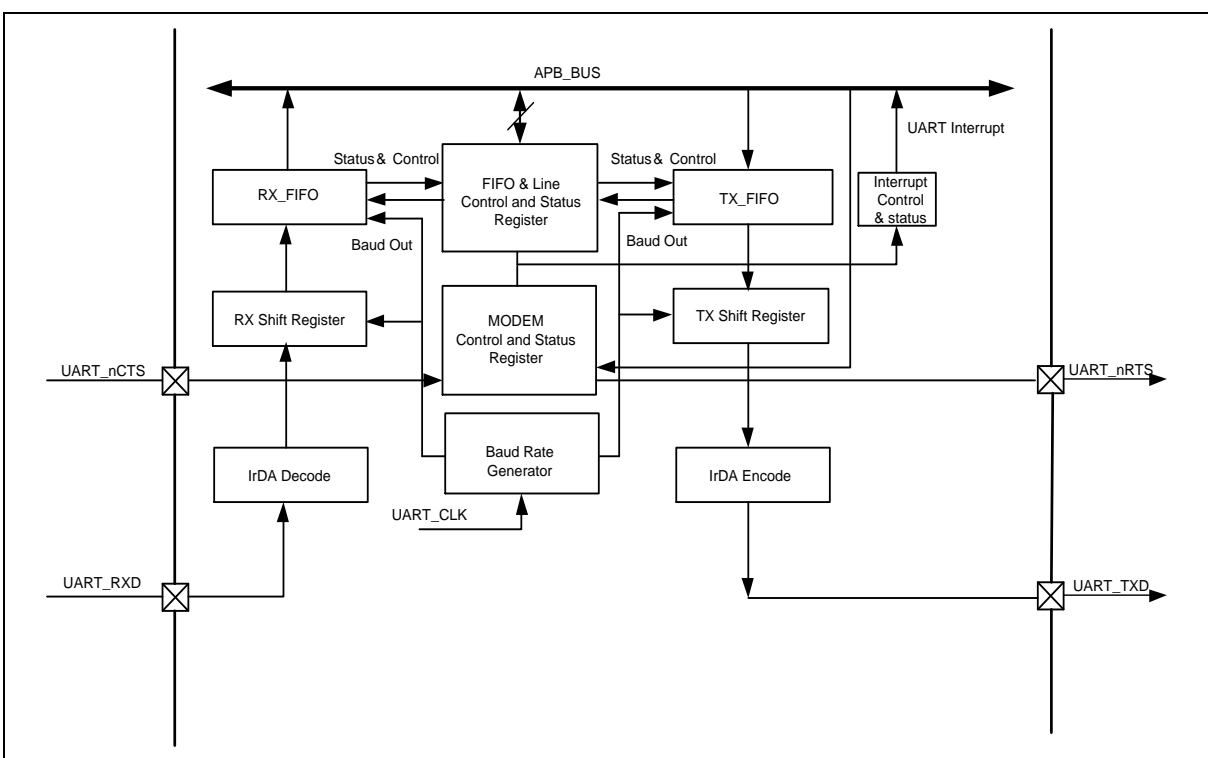 APB_BUS
UART Interrupt
Status & Control
Status & Control
RX_FIFO
FIFO & Line
Control and Status
Register
TX_FIFO
Interrupt
Control
& status
Baud Out
Baud Out
RX Shift Register
MODEM
Control and Status
Register
TX Shift Register
UART_nCTS
UART_nRTS
IrDA Decode
Baud Rate
Generator
IrDA Encode
UART_CLK
UART_RXD
UART_TXD